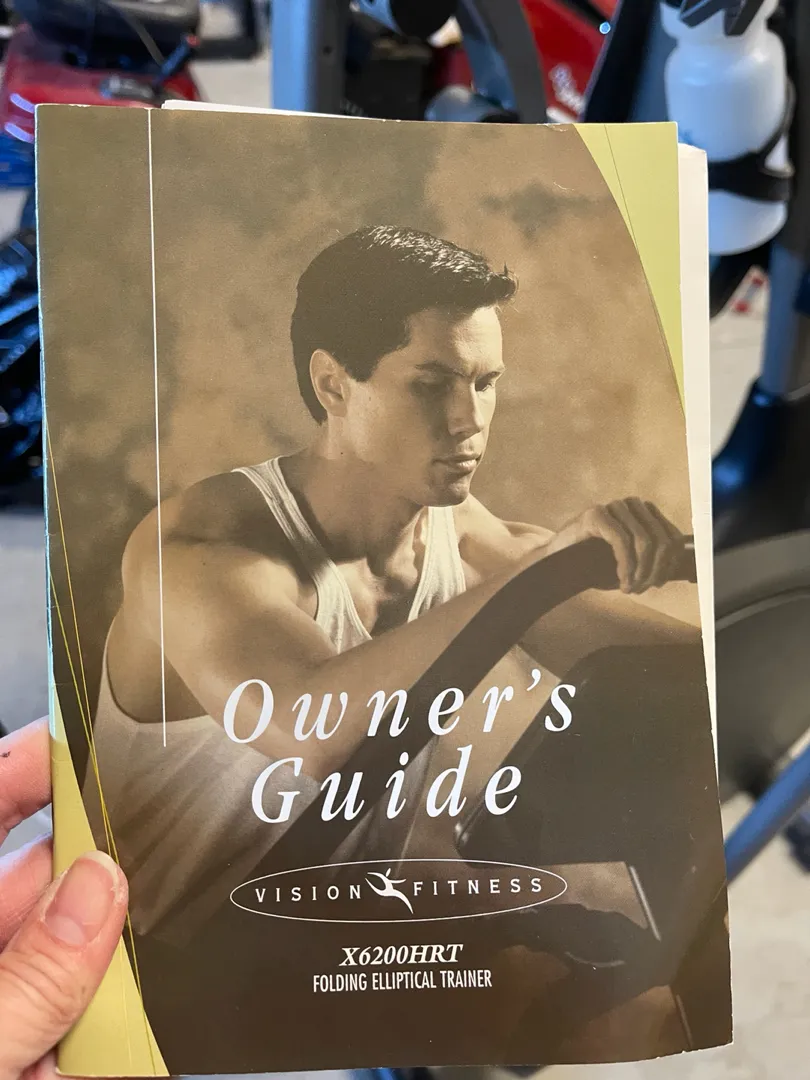 Owner's
Guide
VISION FITNESS
X6200HRT
FOLDING ELLIPTICAL TRAINER